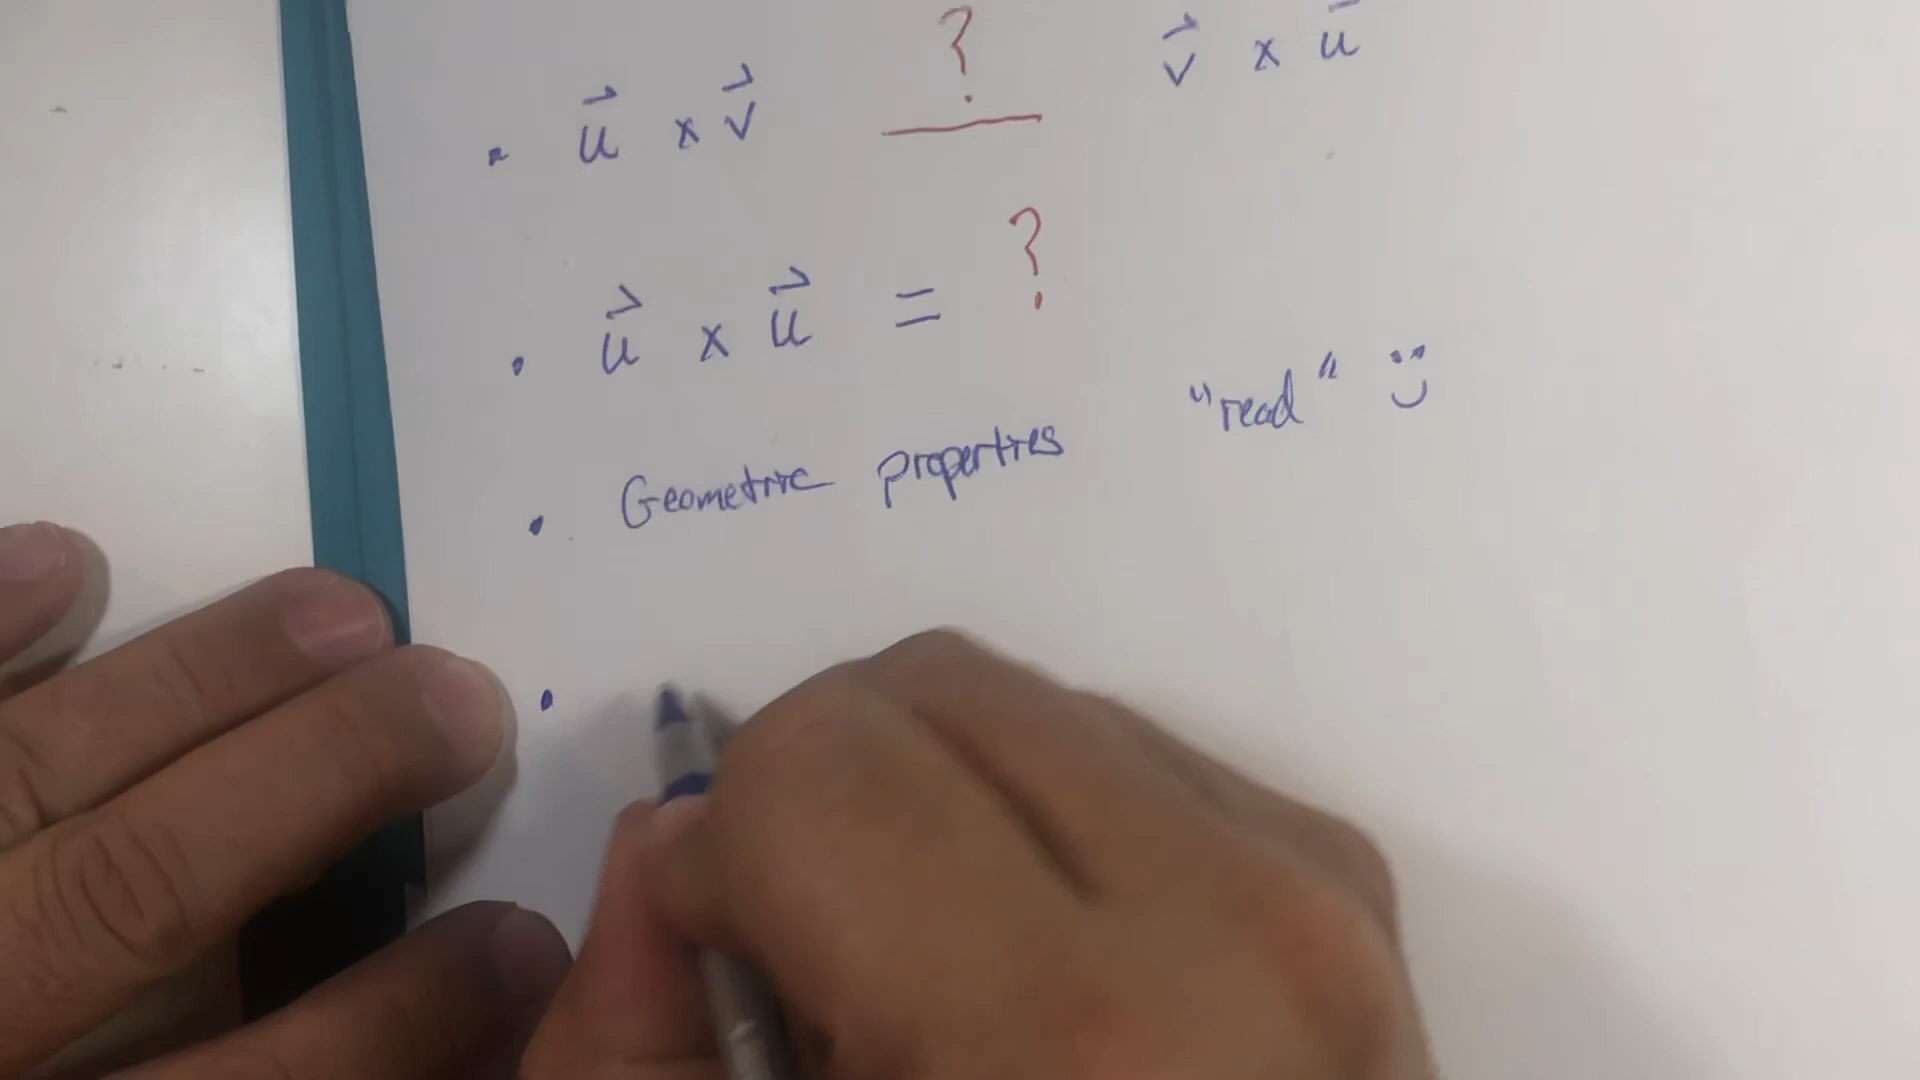 • u⃗ x v⃗ ? v⃗ x u⃗
• u⃗ x u⃗ = ?
• Geometric properties "read" :)
•